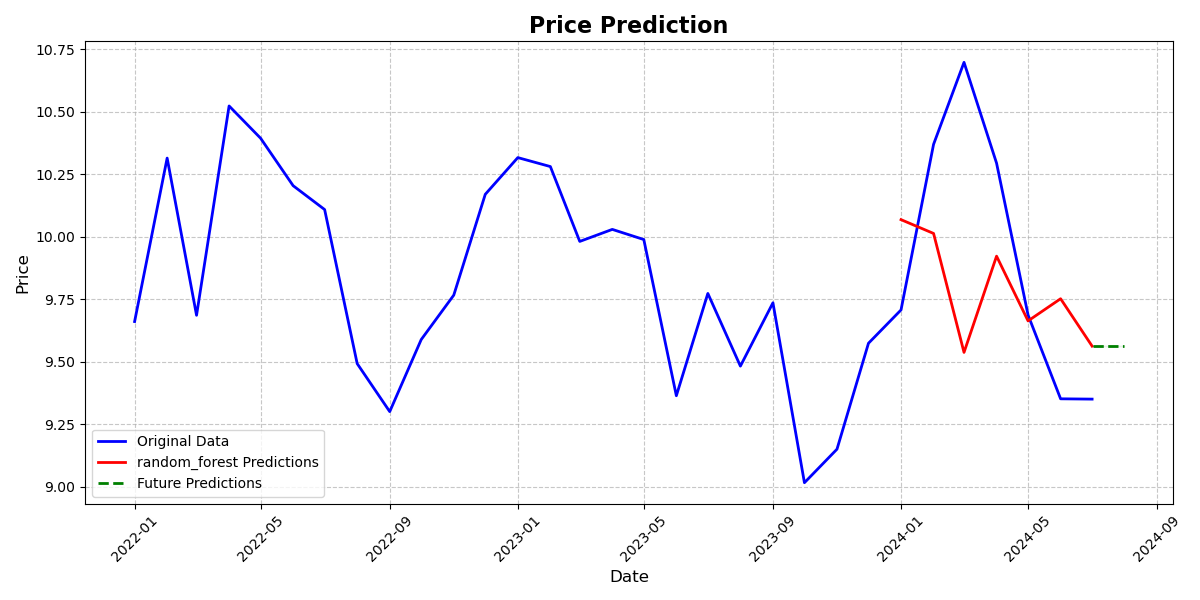 Price Prediction
Price
10.75
10.50
10.25
10.00
9.75
9.50
9.25
9.00
Original Data
random_forest Predictions
Future Predictions
2022-01
2022-05
2022-09
2023-01
2023-05
2023-09
2024-01
2024-05
2024-09
Date